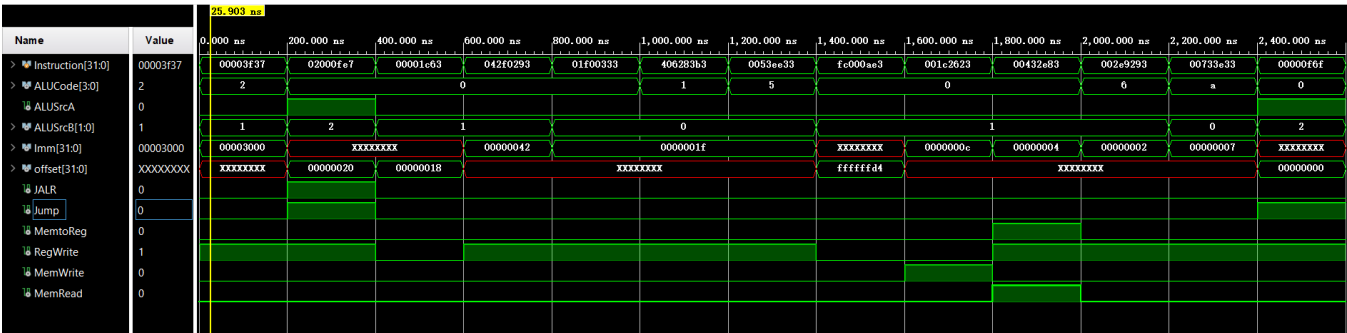 25.903 ns
Name Value 0.000 ns 200.000 ns 400.000 ns 600.000 ns 800.000 ns 1,000.000 ns 1,200.000 ns 1,400.000 ns 1,600.000 ns 1,800.000 ns 2,000.000 ns 2,200.000 ns 2,400.000 ns
Instruction[31:0] 00003f37 00003f37 02000fe7 00001c63 042f0293 01f00333 406283b3 0053ee33 fc000ae3 001c2623 00432e83 002e9293 00733e33 00000f6f
ALUCode[3:0] 2 2 0 1 5 0 6 a 0
ALUSrcA 0
ALUSrcB[1:0] 1 1 2 1 0 1 0 2
Imm[31:0] 00003000 00003000 XXXXXXXX 00000042 0000001f XXXXXXXX 0000000c 00000004 00000002 00000007 XXXXXXXX
offset[31:0] XXXXXXXX XXXXXXXX 00000020 00000018 XXXXXXXX ffffffd4 XXXXXXXX 00000000
JALR 0
Jump 0
MemtoReg 0
RegWrite 1
MemWrite 0
MemRead 0